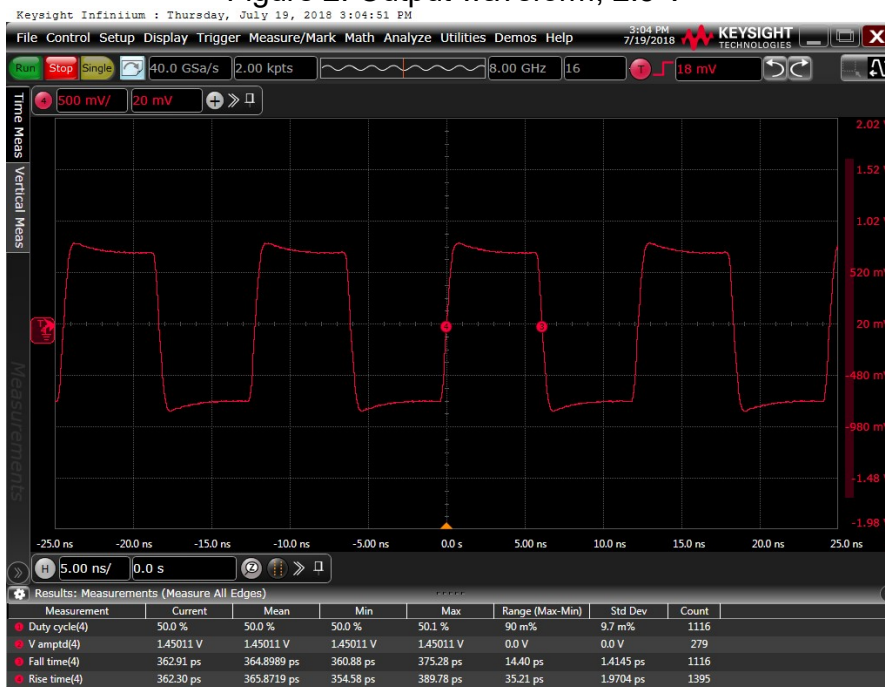 Keysight Infiniium : Thursday, July 19, 2018 3:04:51 PM
File Control Setup Display Trigger Measure/Mark Math Analyze Utilities Demos Help
3:04 PM
7/19/2018
KEYSIGHT
TECHNOLOGIES
X
Run Stop Single 40.0 GSa/s 2.00 kpts 8.00 GHz 16 T 18 mV
4 500 mV/ 20 mV
Time Meas
Vertical Meas
Measurements
2.02
1.52
1.02
520 m
20 m
-480 m
-980 m
-1.48
-1.98
T
4
3
-25.0 ns -20.0 ns -15.0 ns -10.0 ns -5.00 ns 0.0 s 5.00 ns 10.0 ns 15.0 ns 20.0 ns 25.0 ns
H 5.00 ns/ 0.0 s
Results: Measurements (Measure All Edges)
Measurement Current Mean Min Max Range (Max-Min) Std Dev Count
Duty cycle(4) 50.0 % 50.0 % 50.0 % 50.1 % 90 m% 9.7 m% 1116
V amptd(4) 1.45011 V 1.45011 V 1.45011 V 1.45011 V 0.0 V 0.0 V 279
Fall time(4) 362.91 ps 364.8989 ps 360.88 ps 375.28 ps 14.40 ps 1.4145 ps 1116
Rise time(4) 362.30 ps 365.8719 ps 354.58 ps 389.78 ps 35.21 ps 1.9704 ps 1395